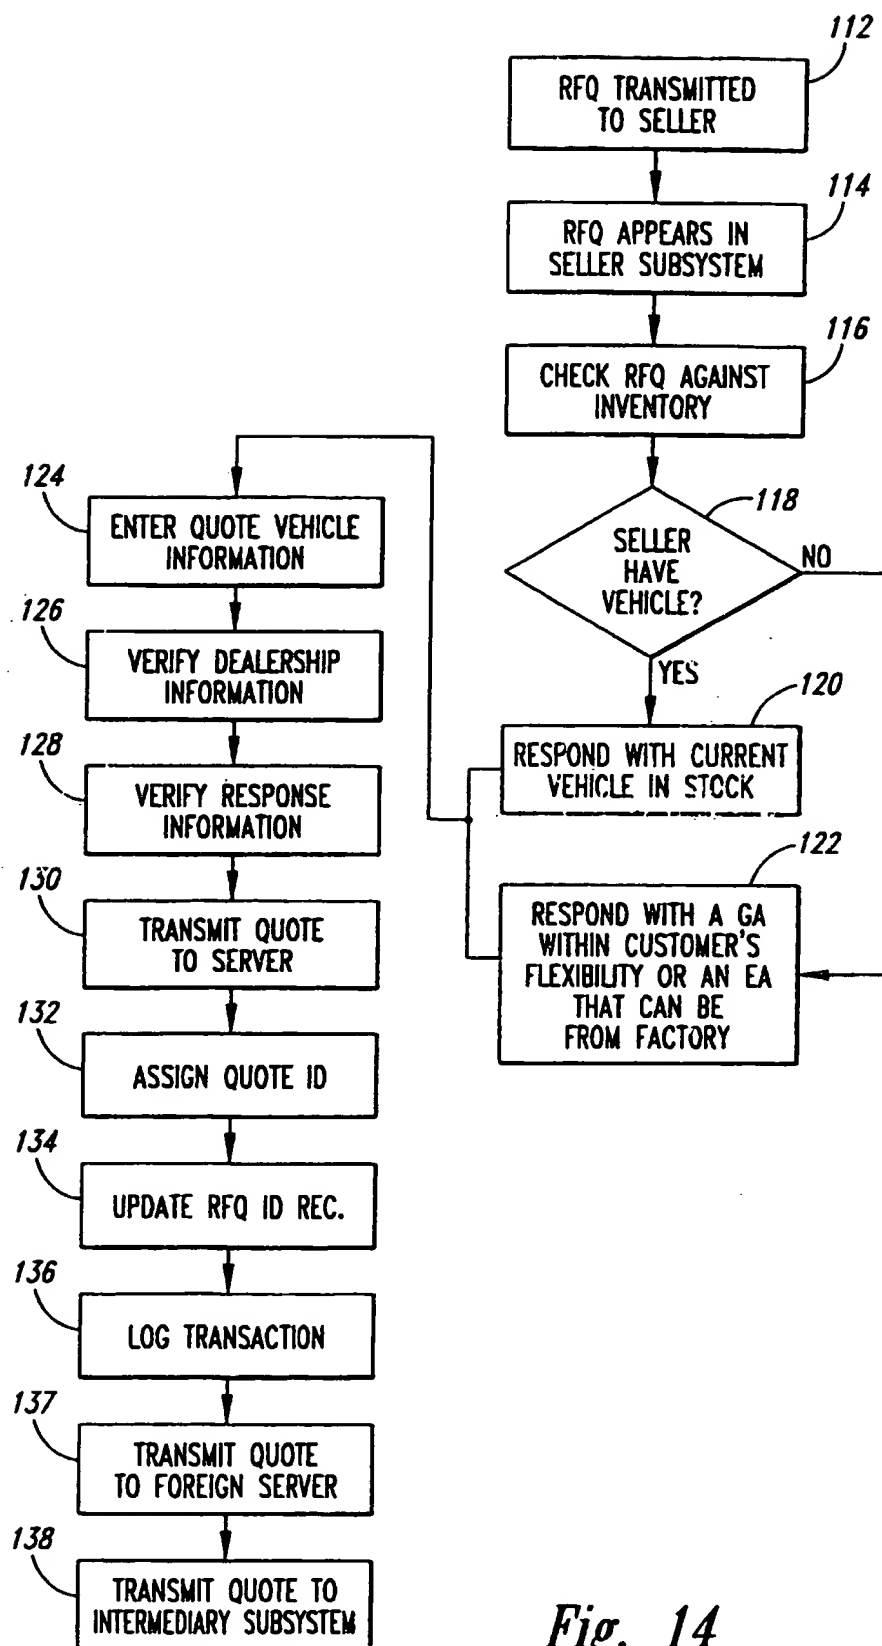 112
RFQ TRANSMITTED
TO SELLER
114
RFQ APPEARS IN
SELLER SUBSYSTEM
116
CHECK RFQ AGAINST
INVENTORY
118
SELLER
HAVE
VEHICLE?
NO
YES
120
RESPOND WITH CURRENT
VEHICLE IN STOCK
122
RESPOND WITH A GA
WITHIN CUSTOMER'S
FLEXIBILITY OR AN EA
THAT CAN BE
FROM FACTORY
124
ENTER QUOTE VEHICLE
INFORMATION
126
VERIFY DEALERSHIP
INFORMATION
128
VERIFY RESPONSE
INFORMATION
130
TRANSMIT QUOTE
TO SERVER
132
ASSIGN QUOTE ID
134
UPDATE RFQ ID REC.
136
LOG TRANSACTION
137
TRANSMIT QUOTE
TO FOREIGN SERVER
138
TRANSMIT QUOTE TO
INTERMEDIARY SUBSYSTEM
Fig. 14